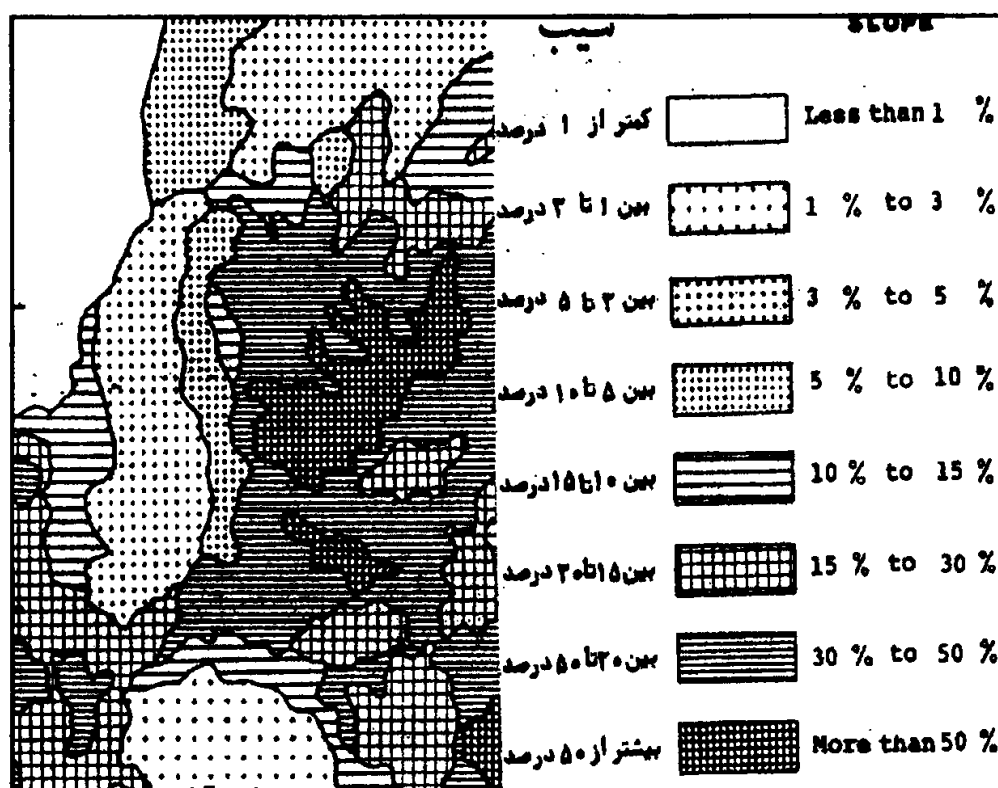 شیب SLOPE
کمتر از ۱ درصد Less than 1 %
بین ۱ تا ۳ درصد 1 % to 3 %
بین ۳ تا ۵ درصد 3 % to 5 %
بین ۵ تا ۱۰ درصد 5 % to 10 %
بین ۱۰ تا ۱۵ درصد 10 % to 15 %
بین ۱۵ تا ۳۰ درصد 15 % to 30 %
بین ۳۰ تا ۵۰ درصد 30 % to 50 %
بیشتر از ۵۰ درصد More than 50 %